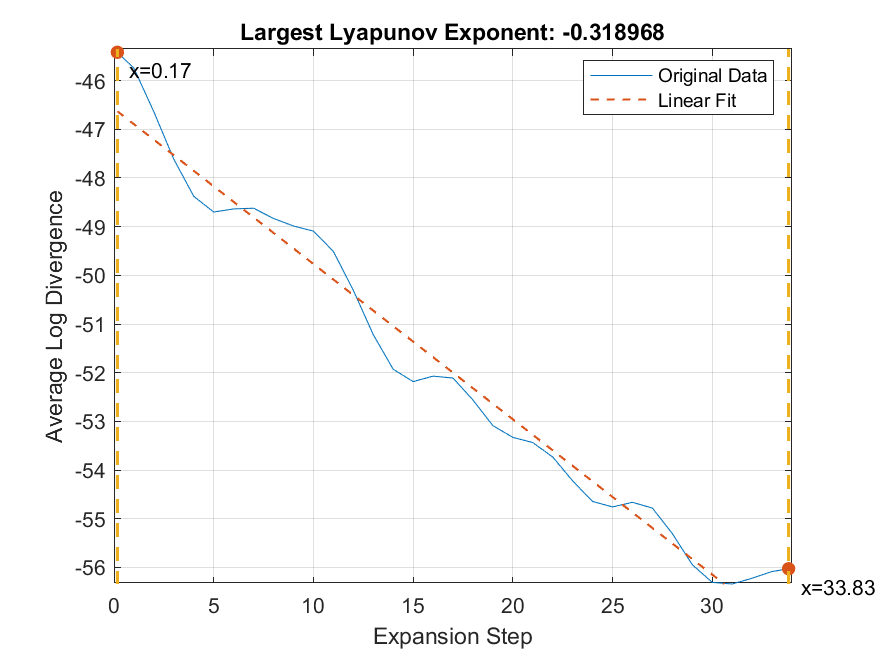 Largest Lyapunov Exponent: -0.318968
Original Data
Linear Fit
x=0.17
x=33.83
Average Log Divergence
-46
-47
-48
-49
-50
-51
-52
-53
-54
-55
-56
0 5 10 15 20 25 30
Expansion Step